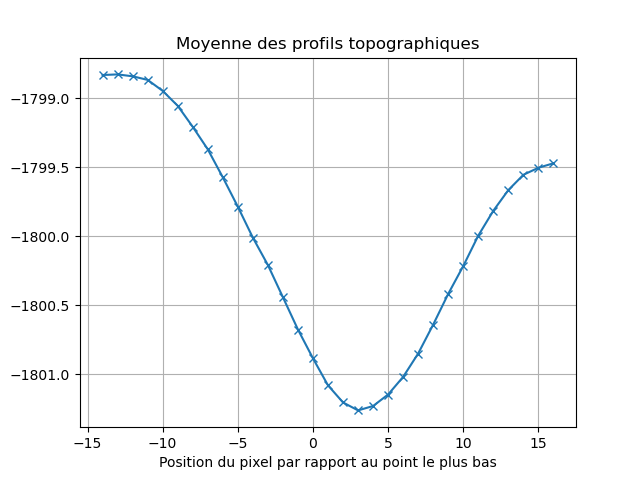 Moyenne des profils topographiques
−1799.0
−1799.5
−1800.0
−1800.5
−1801.0
−15 −10 −5 0 5 10 15
Position du pixel par rapport au point le plus bas